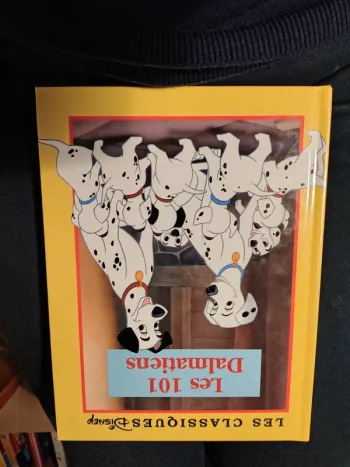 LES CLASSIQUES DISNEY
Les 101
Dalmatiens